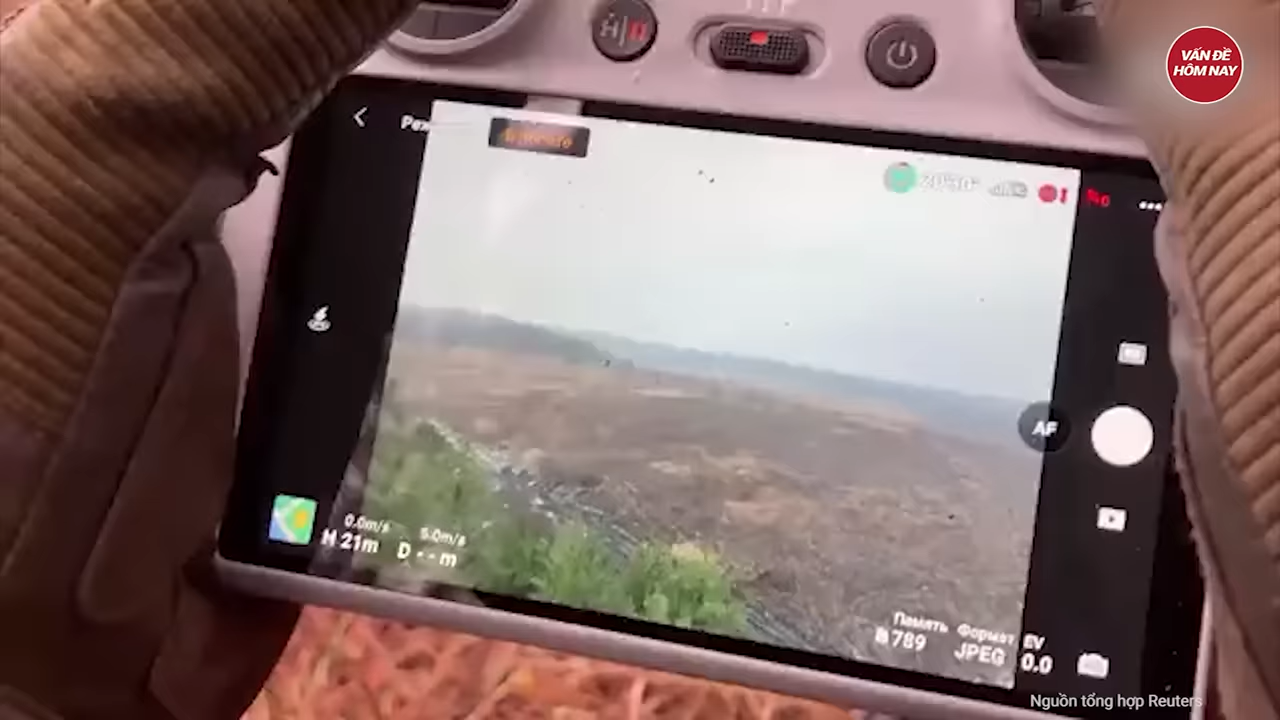 VẤN ĐỀ
HÔM NAY
Реж
AF
0.0m/s 5.0m/s
H 21m D - - m
Память Формат EV
789 JPEG 0.0
Nguồn tổng hợp Reuters